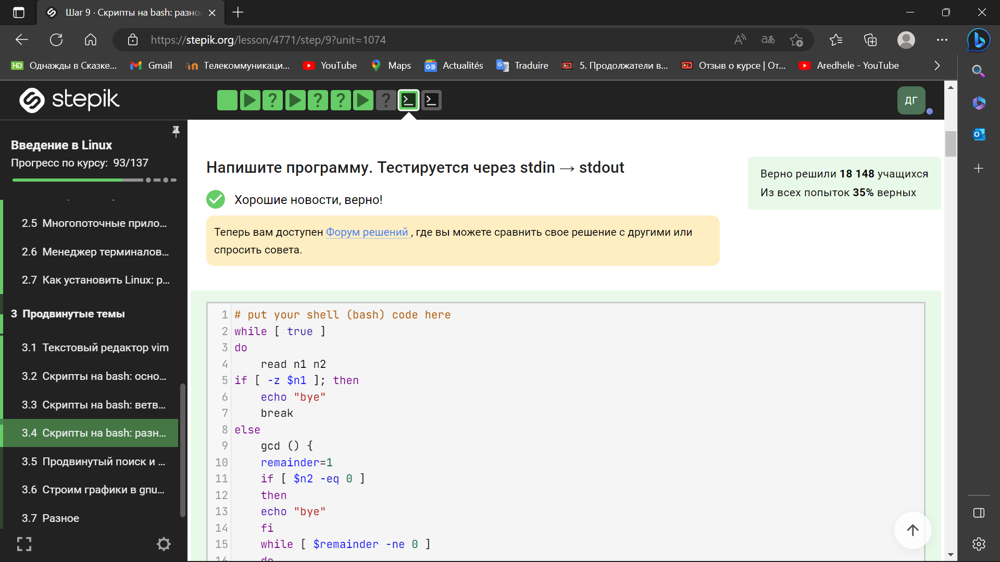 Шаг 9 · Скрипты на bash: разно
https://stepik.org/lesson/4771/step/9?unit=1074
Однажды в Сказке...
Gmail
Телекоммуникаци...
YouTube
Maps
Actualités
Traduire
5. Продолжатели в...
Отзыв о курсе | От...
Aredhele - YouTube
stepik
ДГ
Введение в Linux
Прогресс по курсу: 93/137
2.5 Многопоточные прило...
2.6 Менеджер терминалов...
2.7 Как установить Linux: р...
3 Продвинутые темы
3.1 Текстовый редактор vim
3.2 Скрипты на bash: осно...
3.3 Скрипты на bash: ветв...
3.4 Скрипты на bash: разн...
3.5 Продвинутый поиск и ...
3.6 Строим графики в gnu...
3.7 Разное
Напишите программу. Тестируется через stdin → stdout
Хорошие новости, верно!
Теперь вам доступен Форум решений, где вы можете сравнить свое решение с другими или
спросить совета.
Верно решили 18 148 учащихся
Из всех попыток 35% верных
1 # put your shell (bash) code here
2 while [ true ]
3 do
4 read n1 n2
5 if [ -z $n1 ]; then
6 echo "bye"
7 break
8 else
9 gcd () {
10 remainder=1
11 if [ $n2 -eq 0 ]
12 then
13 echo "bye"
14 fi
15 while [ $remainder -ne 0 ]
16 do